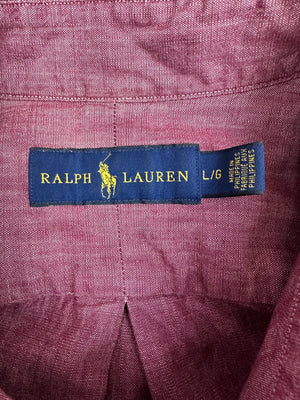 RALPH LAUREN
L/G
MADE IN
PHILIPPINES
FABRIQUÉ AUX
PHILIPPINES